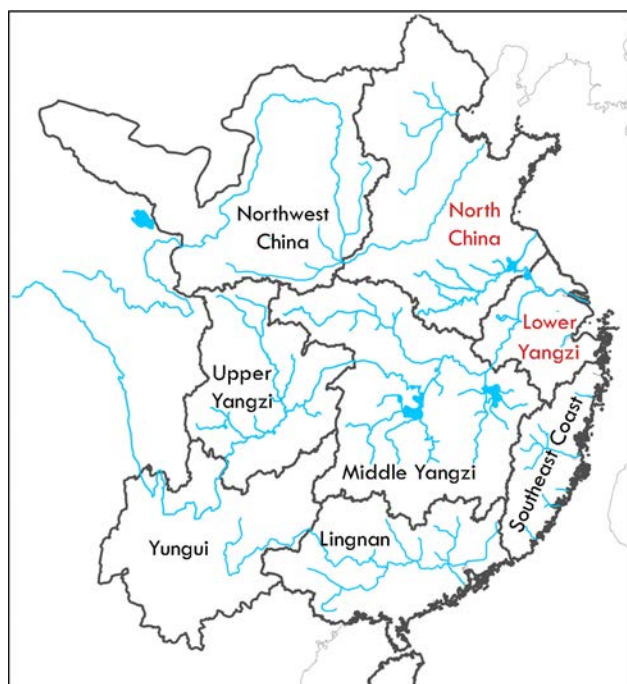 Northwest
China
North
China
Lower
Yangzi
Upper
Yangzi
Southeast Coast
Middle Yangzi
Yungui
Lingnan